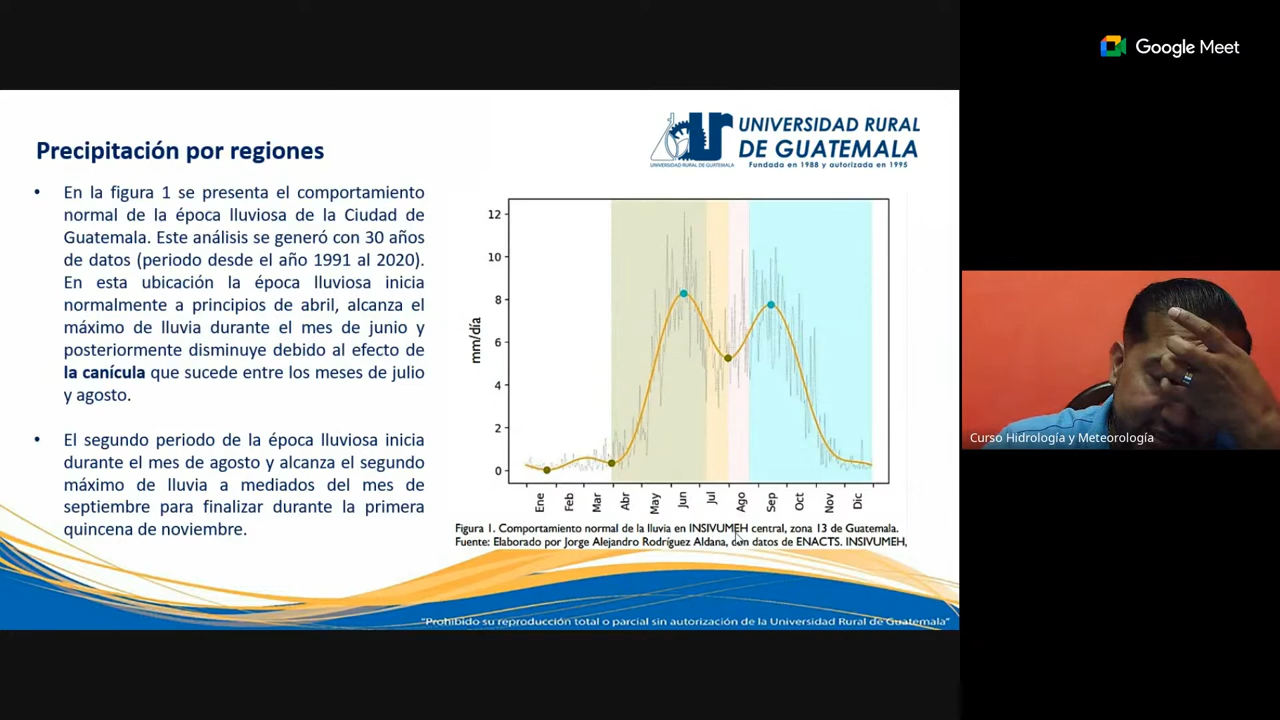 Google Meet
UNIVERSIDAD RURAL
DE GUATEMALA
Fundada en 1988 y autorizada en 1995
UNIVERSIDAD RURAL DE GUATEMALA
Precipitación por regiones
• En la figura 1 se presenta el comportamiento
normal de la época lluviosa de la Ciudad de
Guatemala. Este análisis se generó con 30 años
de datos (periodo desde el año 1991 al 2020).
En esta ubicación la época lluviosa inicia
normalmente a principios de abril, alcanza el
máximo de lluvia durante el mes de junio y
posteriormente disminuye debido al efecto de
la canícula que sucede entre los meses de julio
y agosto.
• El segundo periodo de la época lluviosa inicia
durante el mes de agosto y alcanza el segundo
máximo de lluvia a mediados del mes de
septiembre para finalizar durante la primera
quincena de noviembre.
12
10
8
6
4
2
0
mm/día
Ene Feb Mar Abr May Jun Jul Ago Sep Oct Nov Dic
Figura 1. Comportamiento normal de la lluvia en INSIVUMEH central, zona 13 de Guatemala.
Fuente: Elaborado por Jorge Alejandro Rodríguez Aldana, con datos de ENACTS. INSIVUMEH,
"Prohibido su reproducción total o parcial sin autorización de la Universidad Rural de Guatemala"
Curso Hidrología y Meteorología